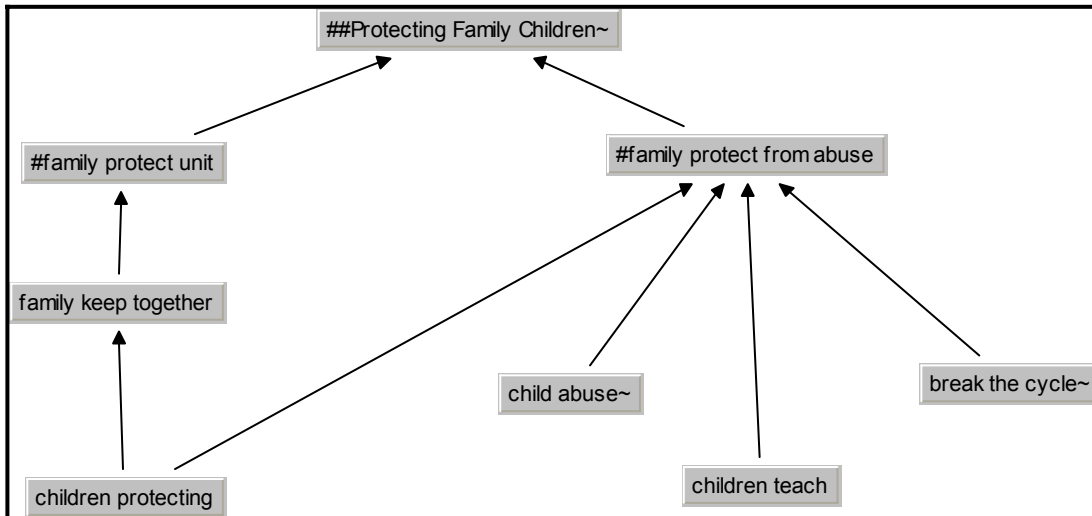 ##Protecting Family Children~
#family protect unit
#family protect from abuse
family keep together
child abuse~
break the cycle~
children protecting
children teach